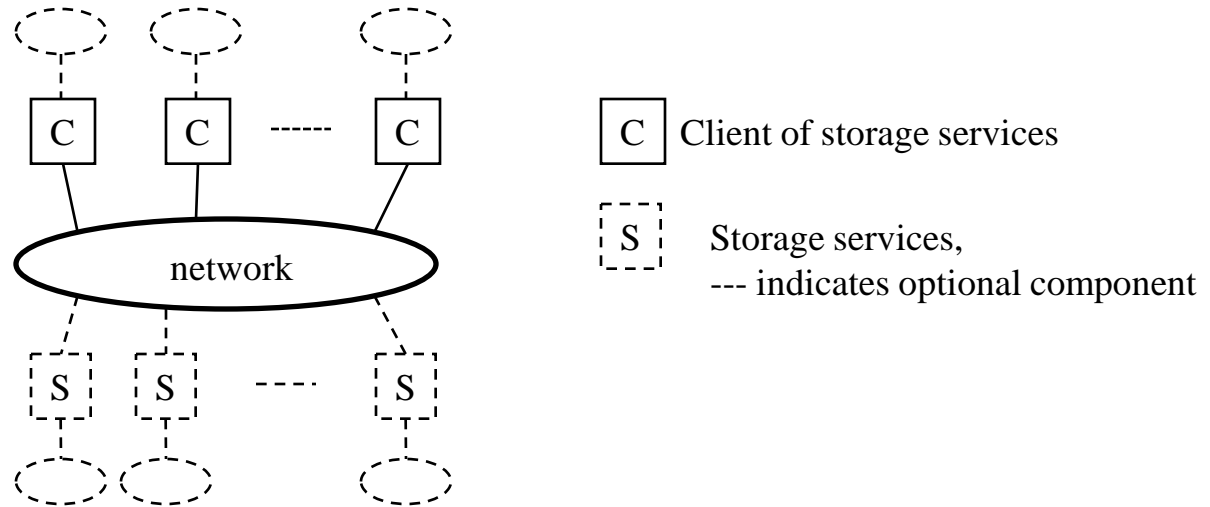 C C C
C Client of storage services
network
S Storage services,
--- indicates optional component
S S S